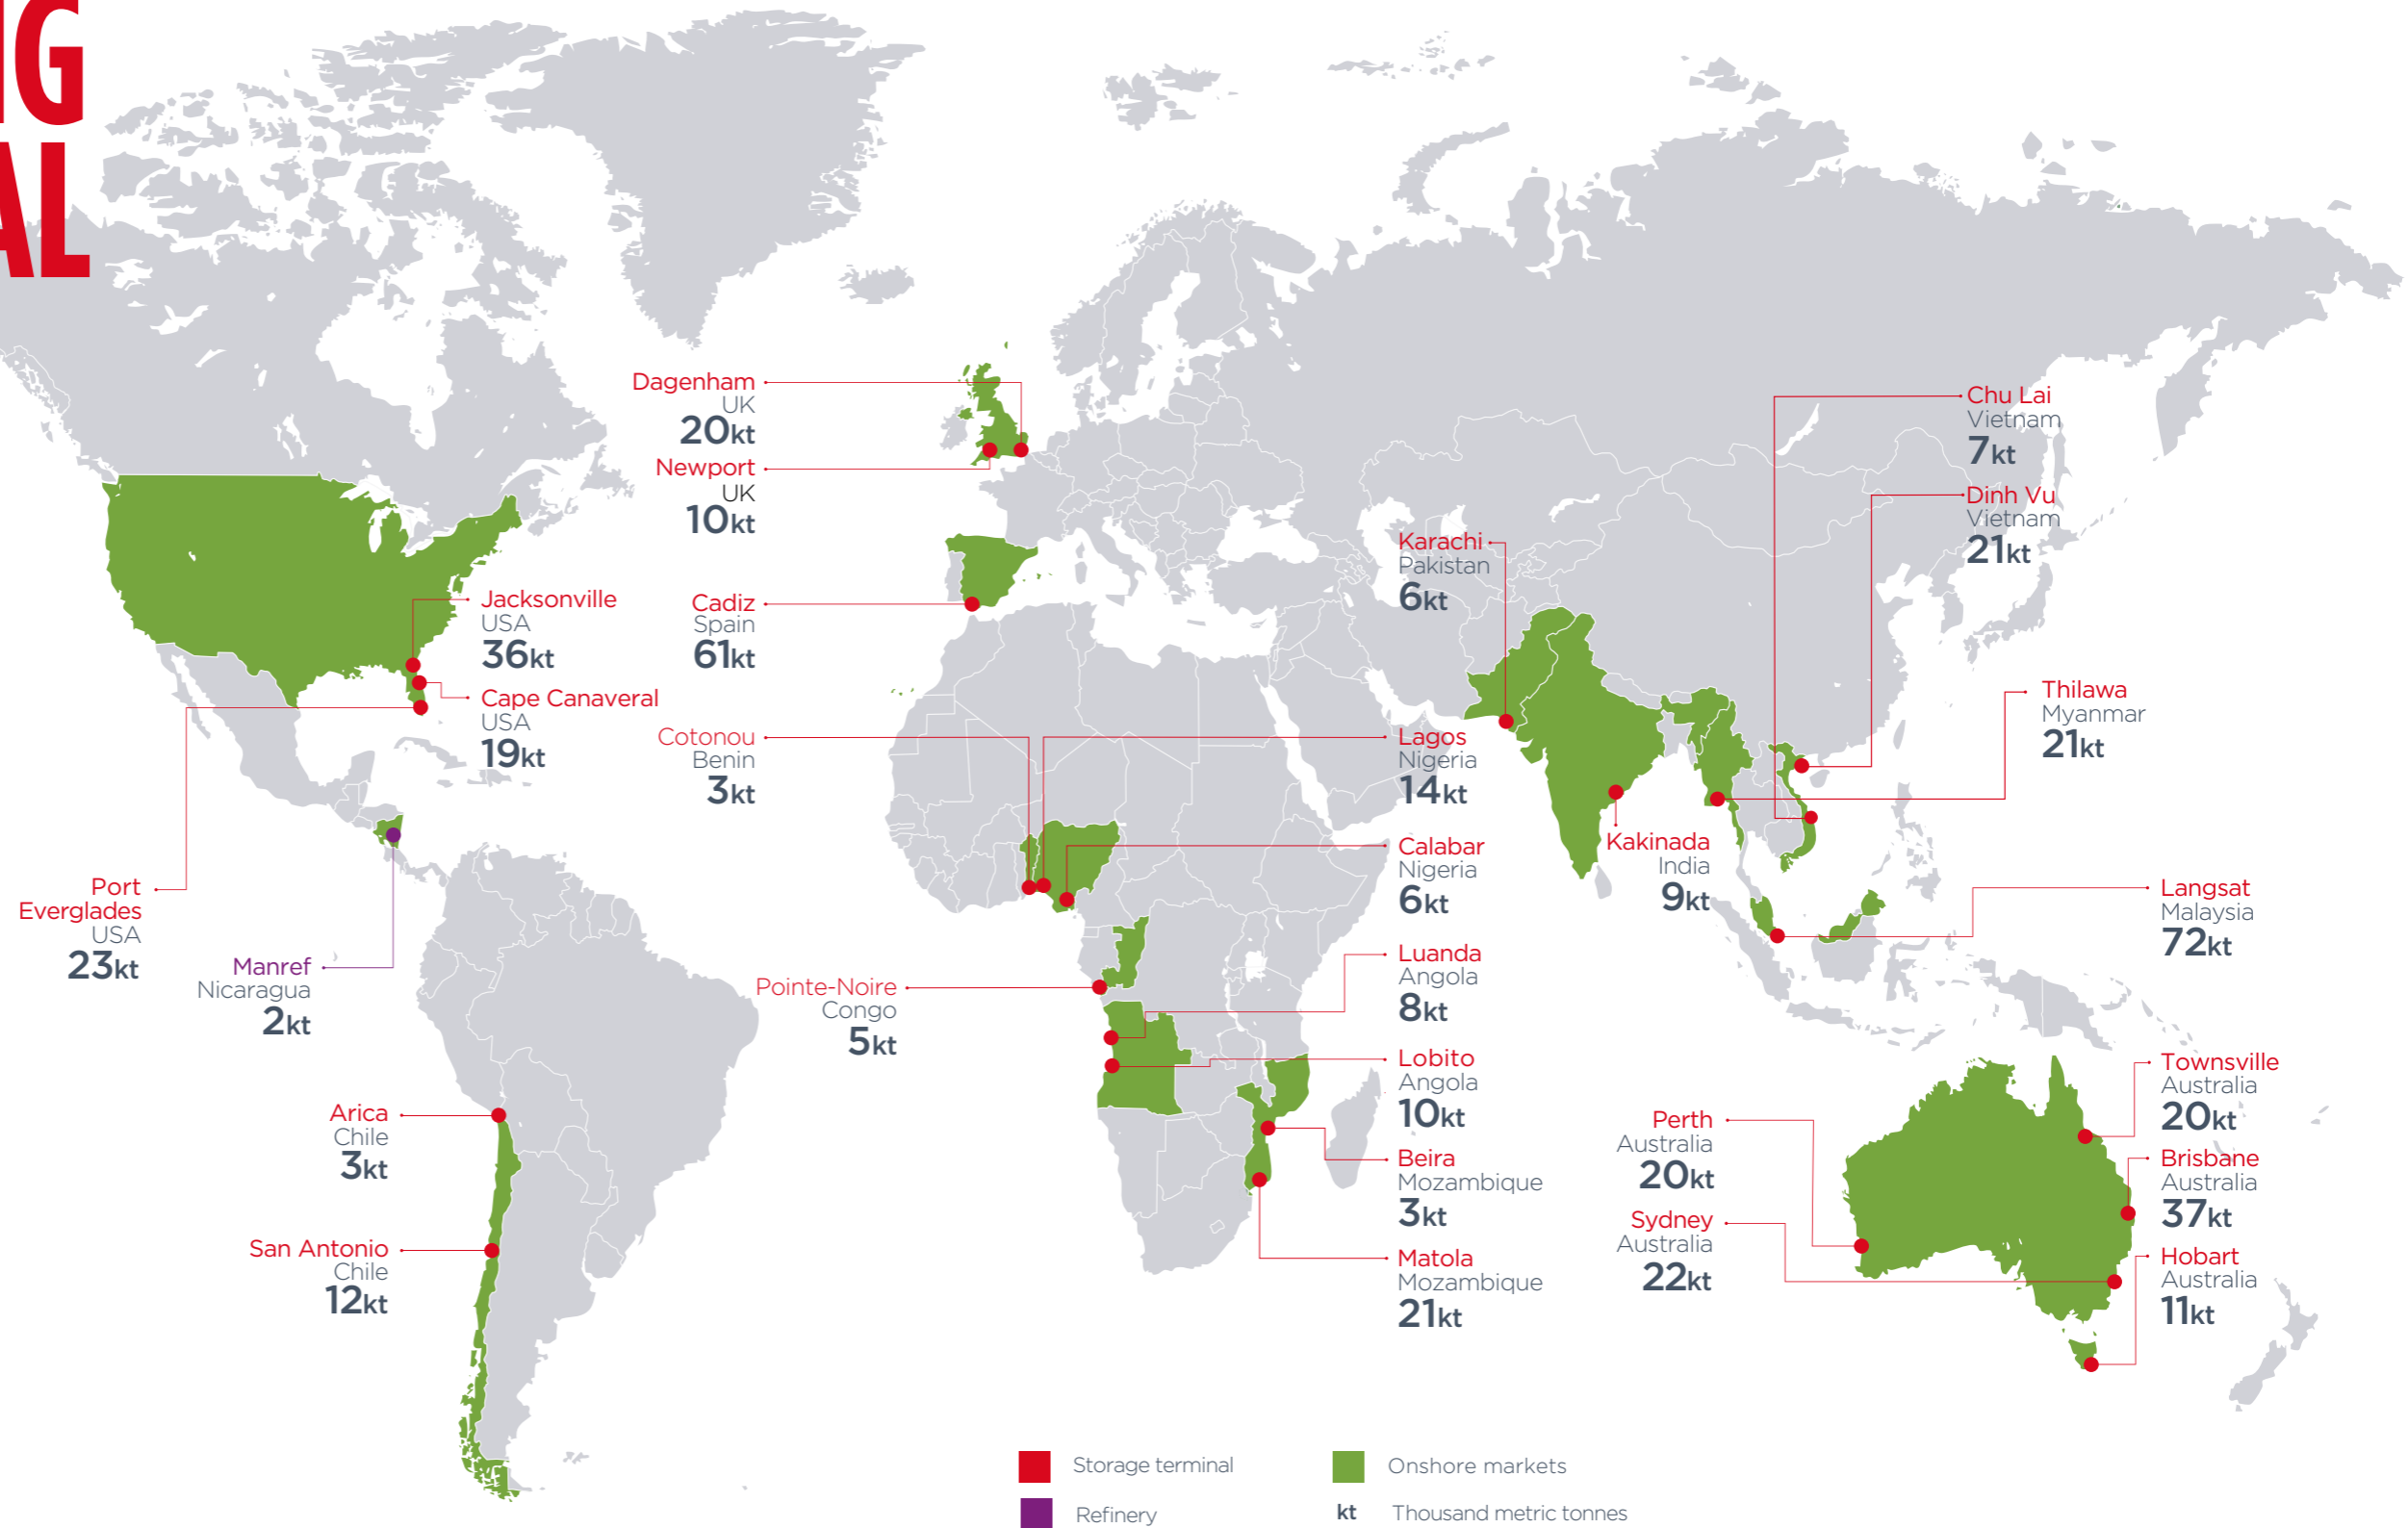 NG
AL
Dagenham
UK
20kt
Newport
UK
10kt
Cadiz
Spain
61kt
Jacksonville
USA
36kt
Cape Canaveral
USA
19kt
Port
Everglades
USA
23kt
Manref
Nicaragua
2kt
Arica
Chile
3kt
San Antonio
Chile
12kt
Cotonou
Benin
3kt
Pointe-Noire
Congo
5kt
Lagos
Nigeria
14kt
Calabar
Nigeria
6kt
Luanda
Angola
8kt
Lobito
Angola
10kt
Beira
Mozambique
3kt
Matola
Mozambique
21kt
Karachi
Pakistan
6kt
Kakinada
India
9kt
Chu Lai
Vietnam
7kt
Dinh Vu
Vietnam
21kt
Thilawa
Myanmar
21kt
Langsat
Malaysia
72kt
Perth
Australia
20kt
Sydney
Australia
22kt
Townsville
Australia
20kt
Brisbane
Australia
37kt
Hobart
Australia
11kt
Storage terminal
Onshore markets
Refinery
kt Thousand metric tonnes